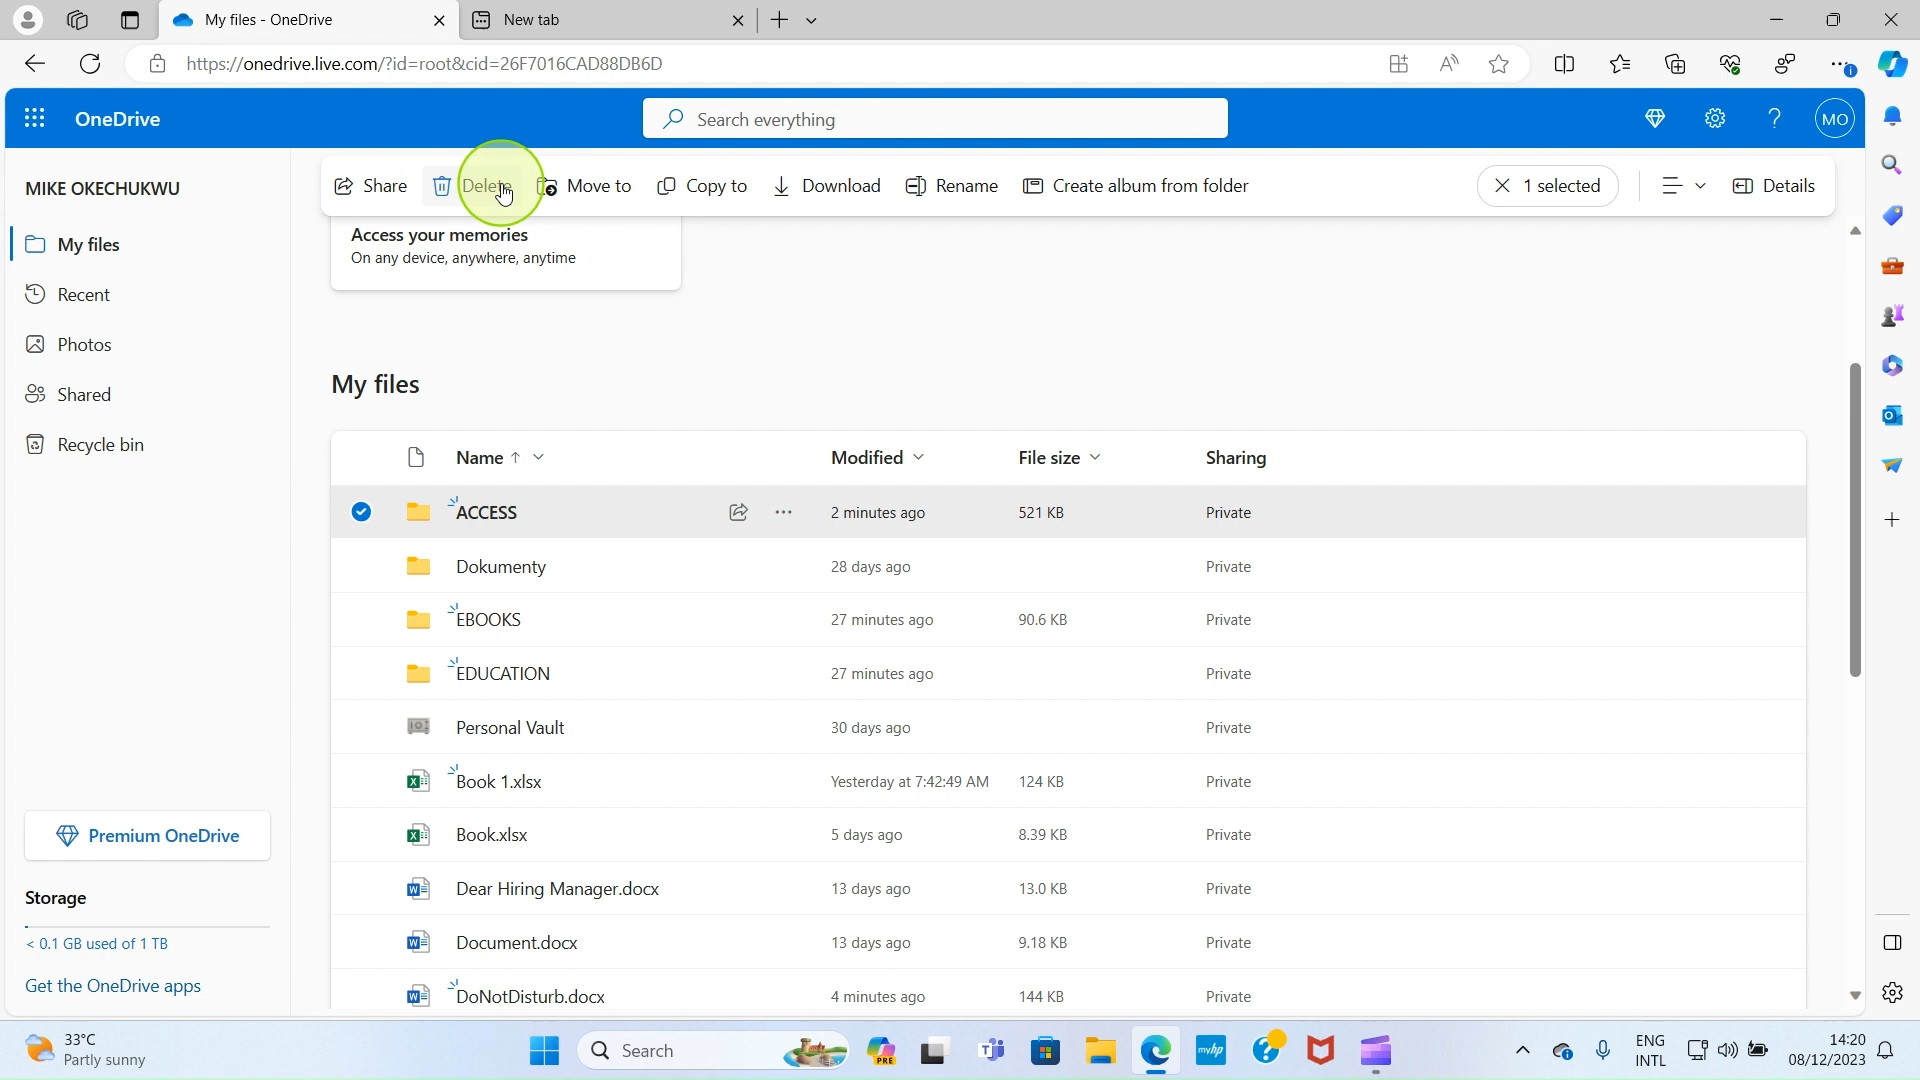 My files - OneDrive
New tab
https://onedrive.live.com/?id=root&cid=26F7016CAD88DB6D
OneDrive
Search everything
MO
MIKE OKECHUKWU
Share Delete Move to Copy to Download Rename Create album from folder 1 selected Details
Access your memories
On any device, anywhere, anytime
My files
Recent
Photos
Shared
Recycle bin
My files
Name Modified File size Sharing
ACCESS 2 minutes ago 521 KB Private
Dokumenty 28 days ago Private
EBOOKS 27 minutes ago 90.6 KB Private
EDUCATION 27 minutes ago Private
Personal Vault 30 days ago Private
Book 1.xlsx Yesterday at 7:42:49 AM 124 KB Private
Book.xlsx 5 days ago 8.39 KB Private
Dear Hiring Manager.docx 13 days ago 13.0 KB Private
Document.docx 13 days ago 9.18 KB Private
DoNotDisturb.docx 4 minutes ago 144 KB Private
Premium OneDrive
Storage
< 0.1 GB used of 1 TB
Get the OneDrive apps
33°C
Partly sunny
Search
PRE
myhp
ENG
INTL
14:20
08/12/2023